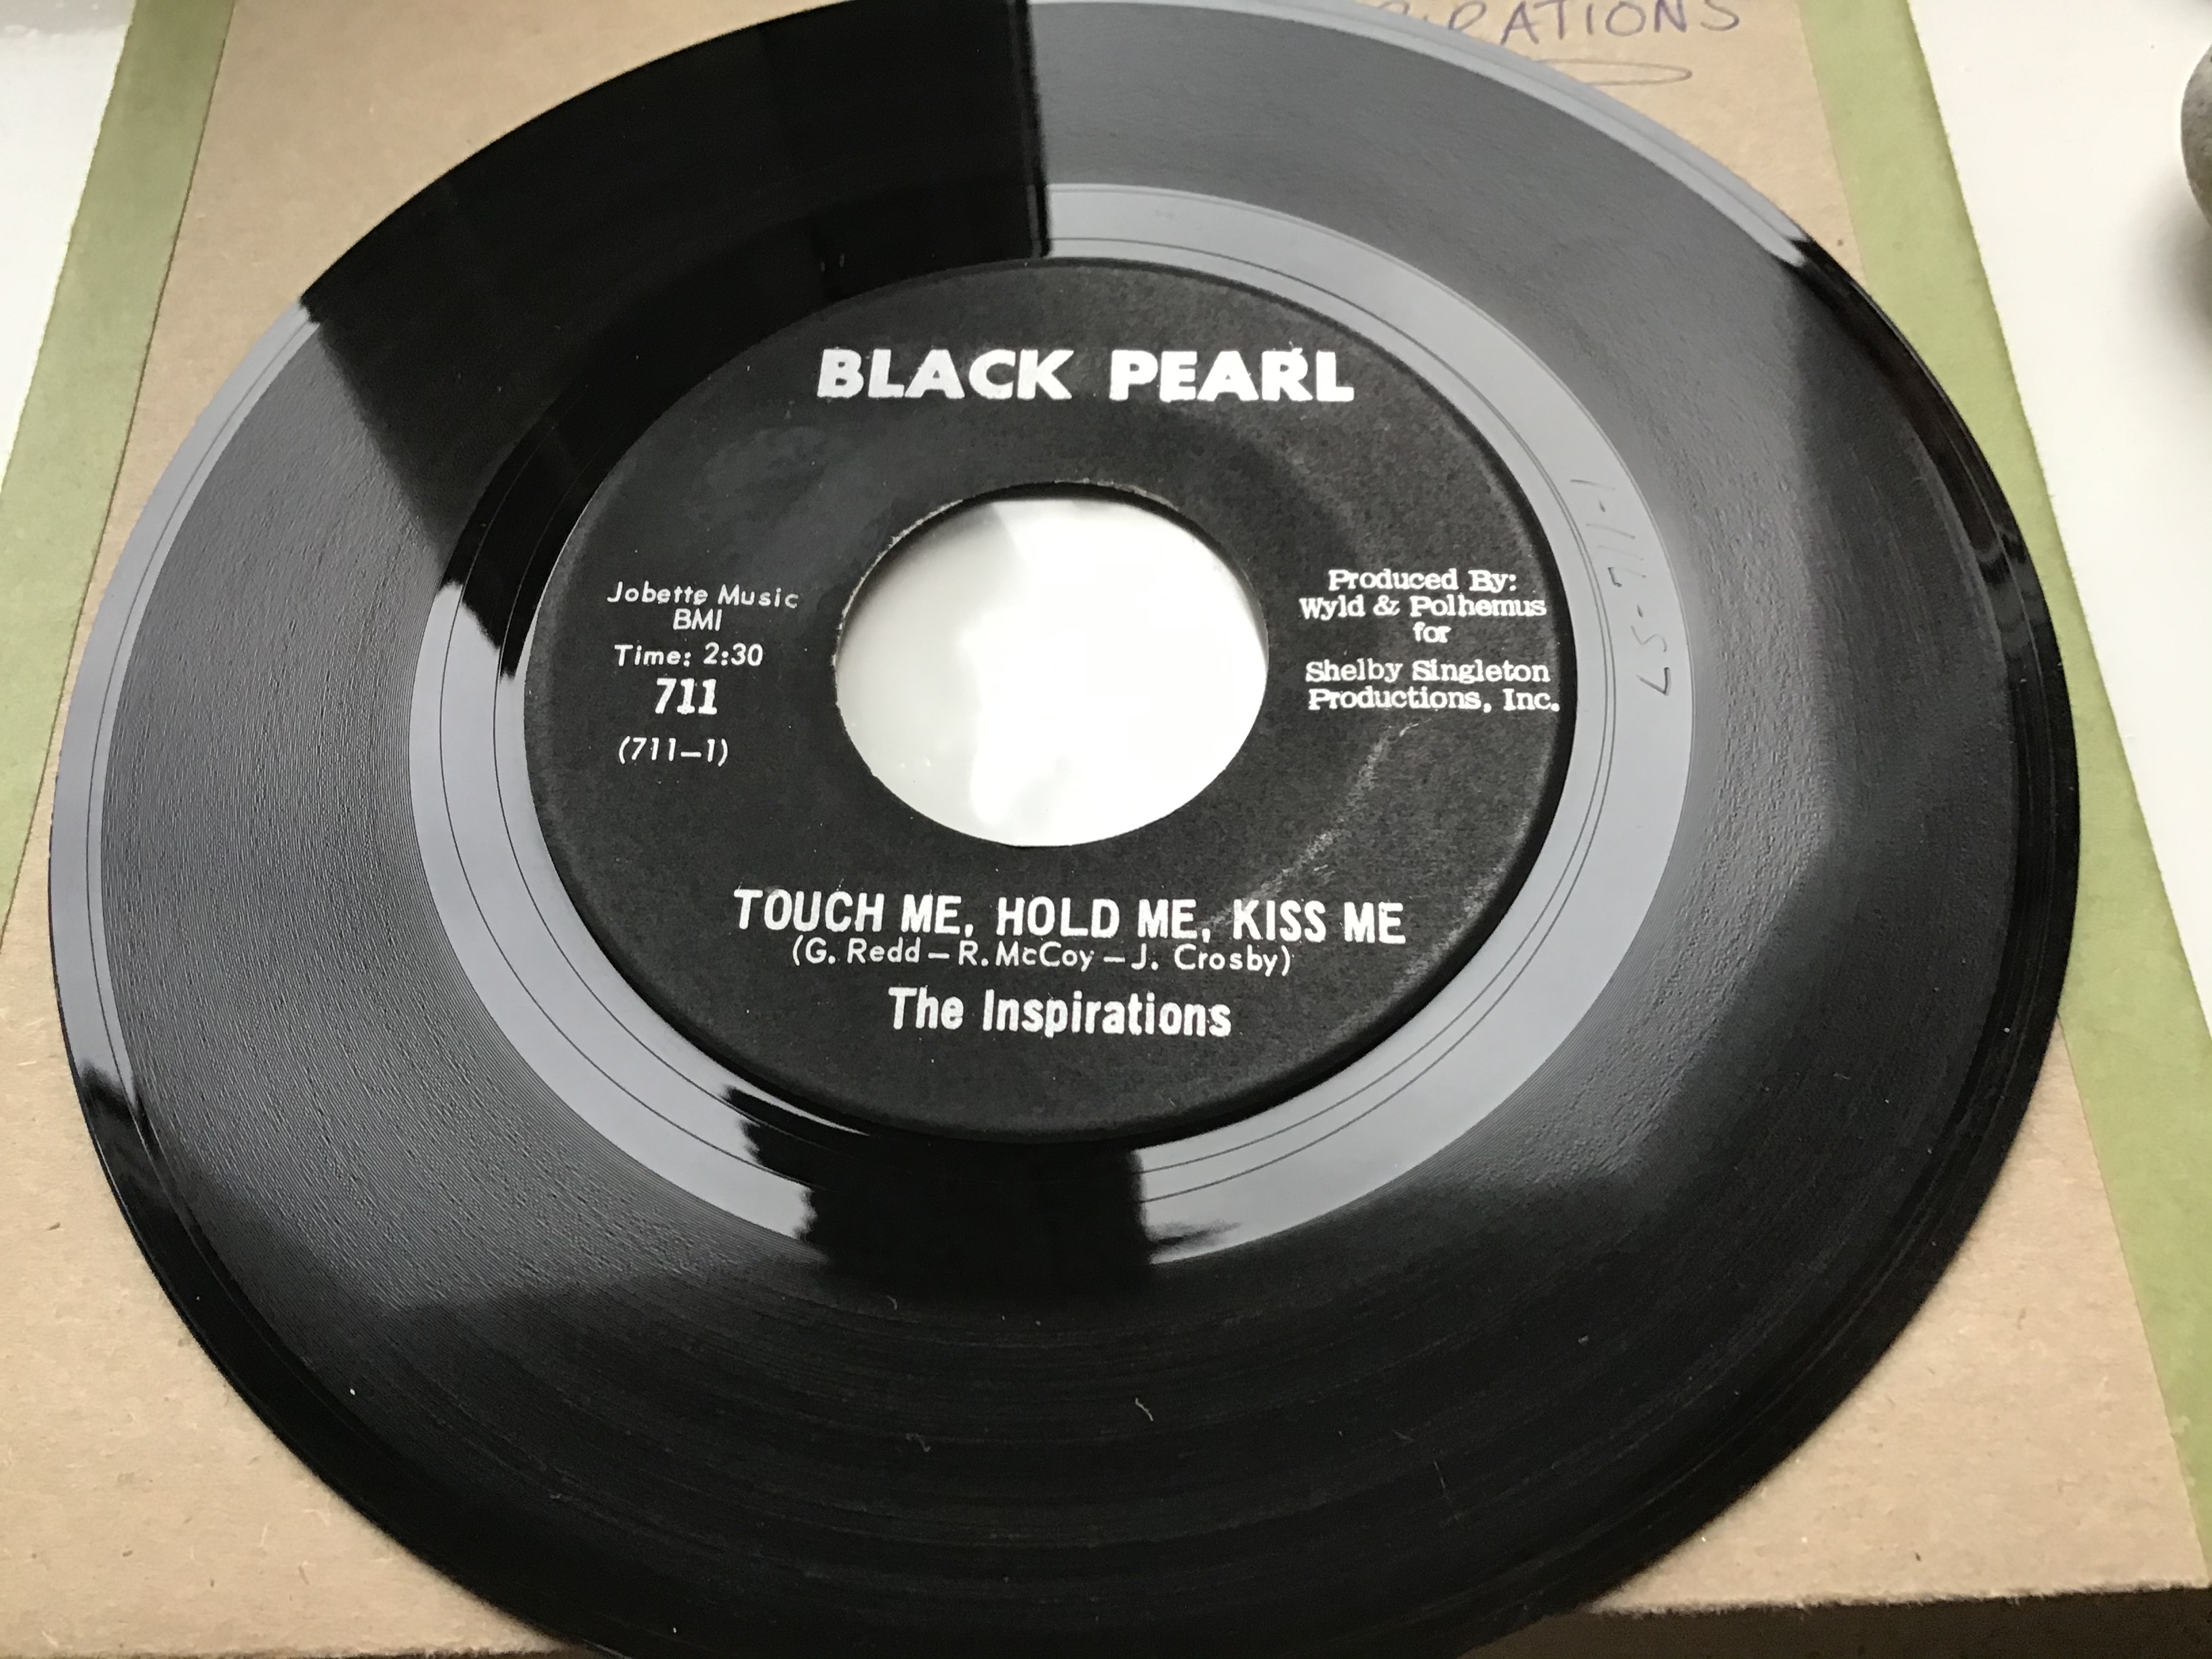 BLACK PEARL
Jobette Music
BMI
Time: 2:30
711
(711-1)
Produced By:
Wyld & Polhemus
for
Shelby Singleton
Productions, Inc.
TOUCH ME, HOLD ME, KISS ME
(G. Redd – R. McCoy – J. Crosby)
The Inspirations